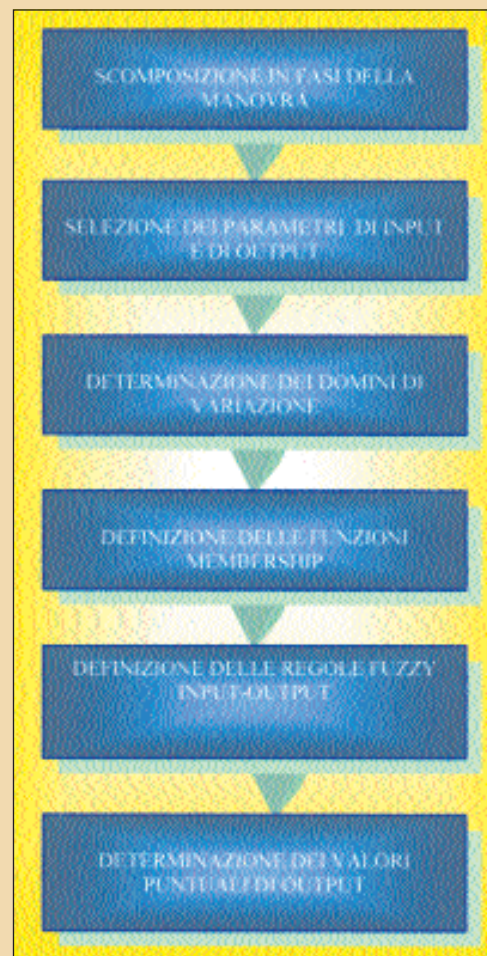 SCOMPOSIZIONE IN FASI DELLA
MANOVRA
SELEZIONE DEI PARAMETRI DI INPUT
E DI OUTPUT
DETERMINAZIONE DEI DOMINI DI
VARIAZIONE
DEFINIZIONE DELLE FUNZIONI
MEMBERSHIP
DEFINIZIONE DELLE REGOLE FUZZY
INPUT-OUTPUT
DETERMINAZIONE DEI VALORI
PUNTUALI DI OUTPUT